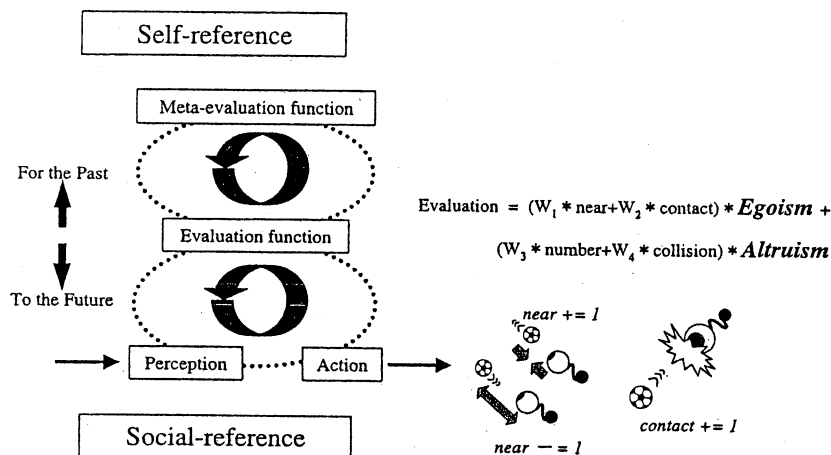 Self-reference
Meta-evaluation function
For the Past
Evaluation function
To the Future
Perception
Action
Social-reference
Evaluation = (W₁ * near+W₂ * contact) * Egoism +
(W₃ * number+W₄ * collision) * Altruism
near += 1
near — = 1
contact += 1